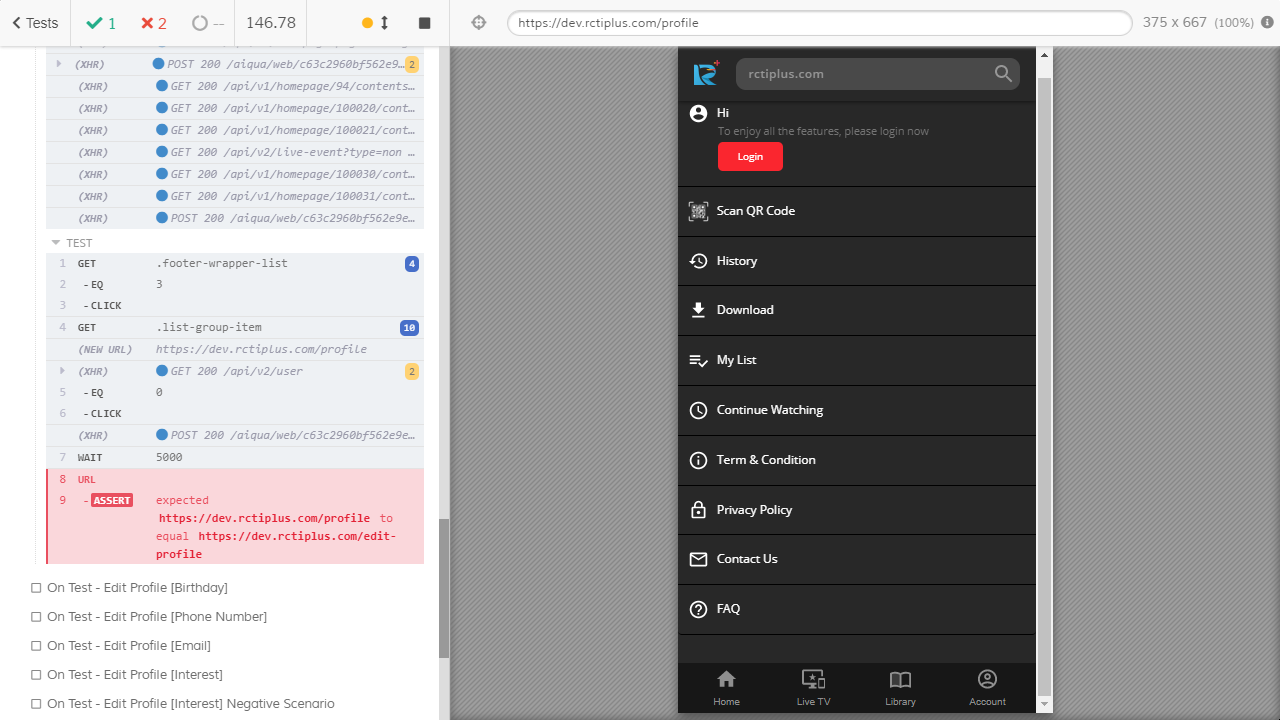 Tests
1
2
--
146.78
https://dev.rctiplus.com/profile
375 x 667 (100%)
(XHR) POST 200 /aiqua/web/c63c2960bf562e9… 2
(XHR) GET 200 /api/v1/homepage/94/contents…
(XHR) GET 200 /api/v1/homepage/100020/cont…
(XHR) GET 200 /api/v1/homepage/100021/cont…
(XHR) GET 200 /api/v2/live-event?type=non …
(XHR) GET 200 /api/v1/homepage/100030/cont…
(XHR) GET 200 /api/v1/homepage/100031/cont…
(XHR) POST 200 /aiqua/web/c63c2960bf562e9e…
TEST
1 GET .footer-wrapper-list 4
2 -EQ 3
3 -CLICK
4 GET .list-group-item 10
(NEW URL) https://dev.rctiplus.com/profile
(XHR) GET 200 /api/v2/user 2
5 -EQ 0
6 -CLICK
(XHR) POST 200 /aiqua/web/c63c2960bf562e9e…
7 WAIT 5000
8 URL
9 -ASSERT expected
https://dev.rctiplus.com/profile to
equal https://dev.rctiplus.com/edit-
profile
On Test - Edit Profile [Birthday]
On Test - Edit Profile [Phone Number]
On Test - Edit Profile [Email]
On Test - Edit Profile [Interest]
On Test - Edit Profile [Interest] Negative Scenario
rctiplus.com
Hi
To enjoy all the features, please login now
Login
Scan QR Code
History
Download
My List
Continue Watching
Term & Condition
Privacy Policy
Contact Us
FAQ
Home
Live TV
Library
Account